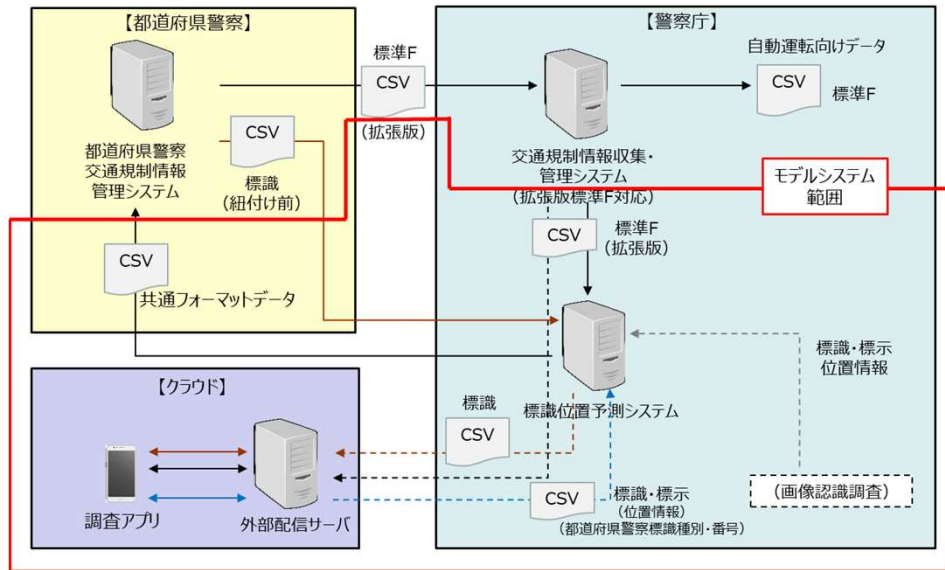 【都道府県警察】
【警察庁】
標準F
CSV
(拡張版)
自動運転向けデータ
CSV
標準F
都道府県警察
交通規制情報
管理システム
CSV
標識
(紐付け前)
交通規制情報収集・
管理システム
(拡張版標準F対応)
モデルシステム
範囲
CSV
標準F
(拡張版)
CSV
共通フォーマットデータ
標識・標示
位置情報
標識位置予測システム
【クラウド】
標識
CSV
調査アプリ
外部配信サーバ
CSV
標識・標示
(位置情報)
(都道府県警察標識種別・番号)
(画像認識調査)